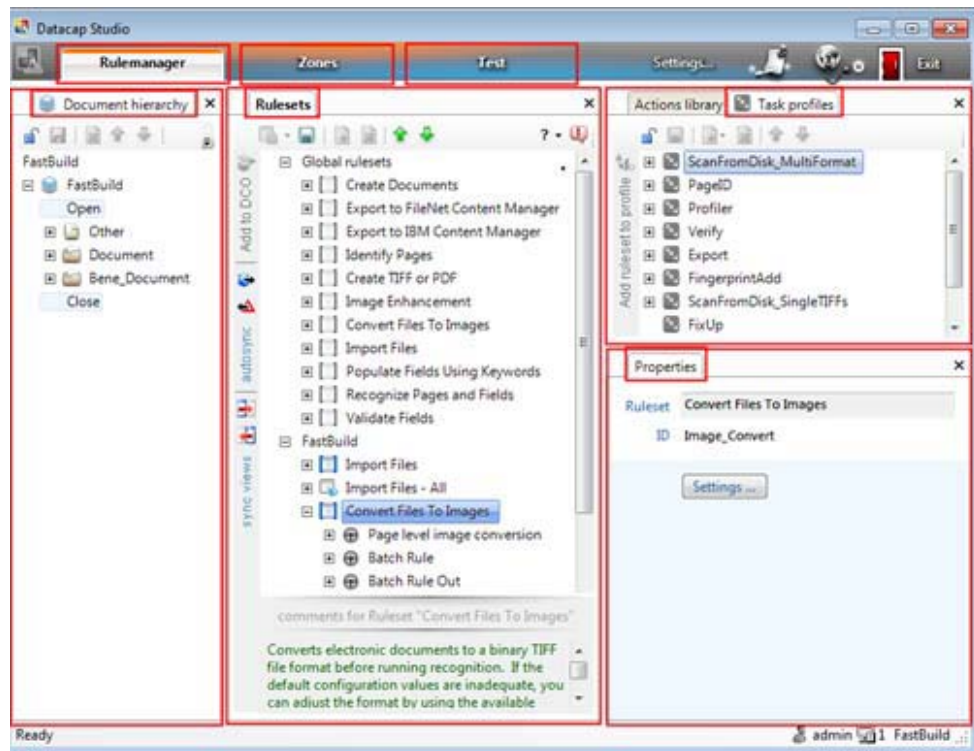 Datacap Studio
Rulemanager
Zones
Test
Settings...
Exit
Document hierarchy
FastBuild
FastBuild
Open
Other
Document
Bene_Document
Close
Rulesets
Add to DCO
autosync
sync views
Global rulesets
Create Documents
Export to FileNet Content Manager
Export to IBM Content Manager
Identify Pages
Create TIFF or PDF
Image Enhancement
Convert Files To Images
Import Files
Populate Fields Using Keywords
Recognize Pages and Fields
Validate Fields
FastBuild
Import Files
Import Files - All
Convert Files To Images
Page level image conversion
Batch Rule
Batch Rule Out
comments for Ruleset "Convert Files To Images"
Converts electronic documents to a binary TIFF
file format before running recognition. If the
default configuration values are inadequate, you
can adjust the format by using the available
Actions library
Task profiles
Add ruleset to profile
ScanFromDisk_MultiFormat
PageID
Profiler
Verify
Export
FingerprintAdd
ScanFromDisk_SingleTIFFs
FixUp
Properties
Ruleset Convert Files To Images
ID Image_Convert
Settings ...
Ready
admin 1 FastBuild